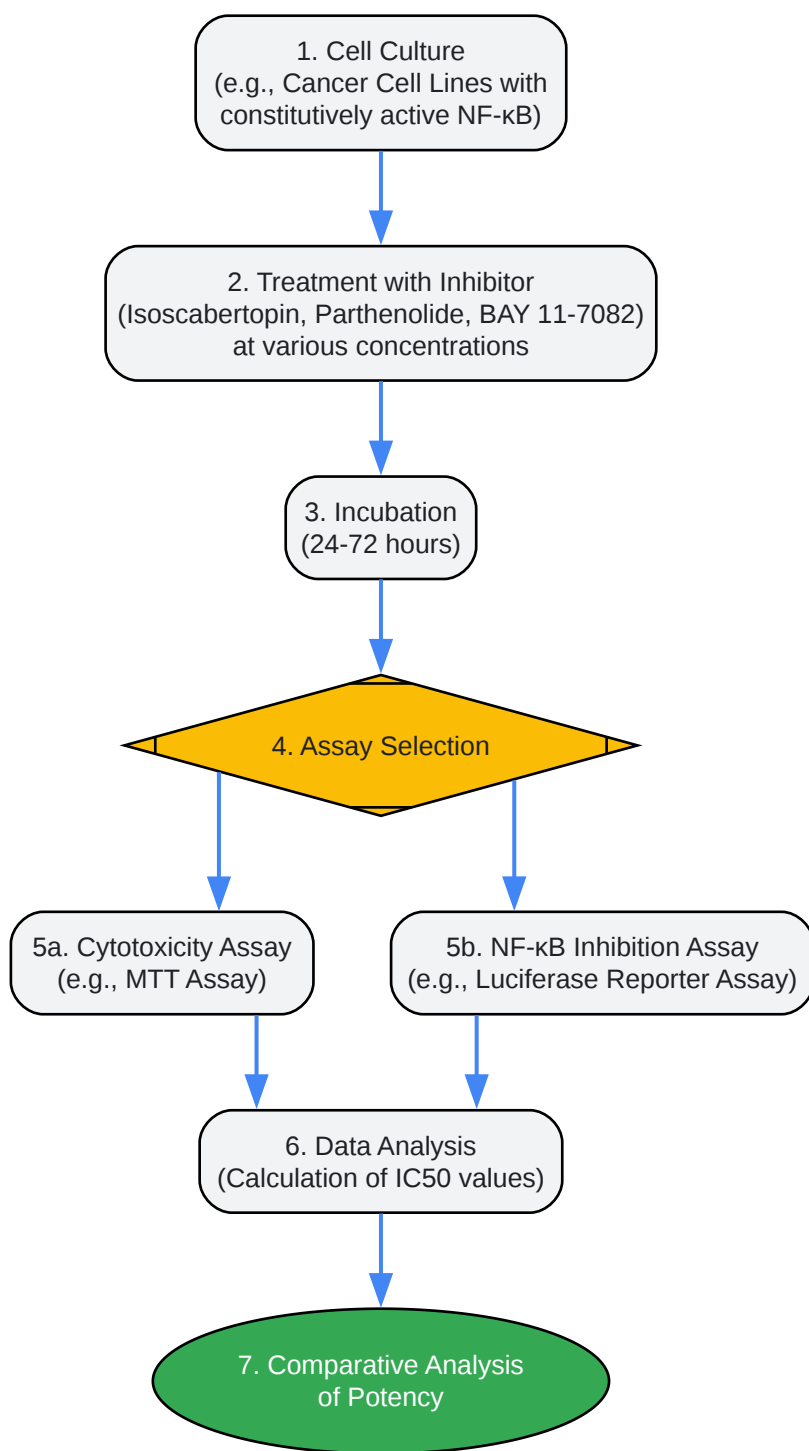 1. Cell Culture
(e.g., Cancer Cell Lines with
constitutively active NF-κB)
2. Treatment with Inhibitor
(Isoscabertopin, Parthenolide, BAY 11-7082)
at various concentrations
3. Incubation
(24-72 hours)
4. Assay Selection
5a. Cytotoxicity Assay
(e.g., MTT Assay)
5b. NF-κB Inhibition Assay
(e.g., Luciferase Reporter Assay)
6. Data Analysis
(Calculation of IC50 values)
7. Comparative Analysis
of Potency